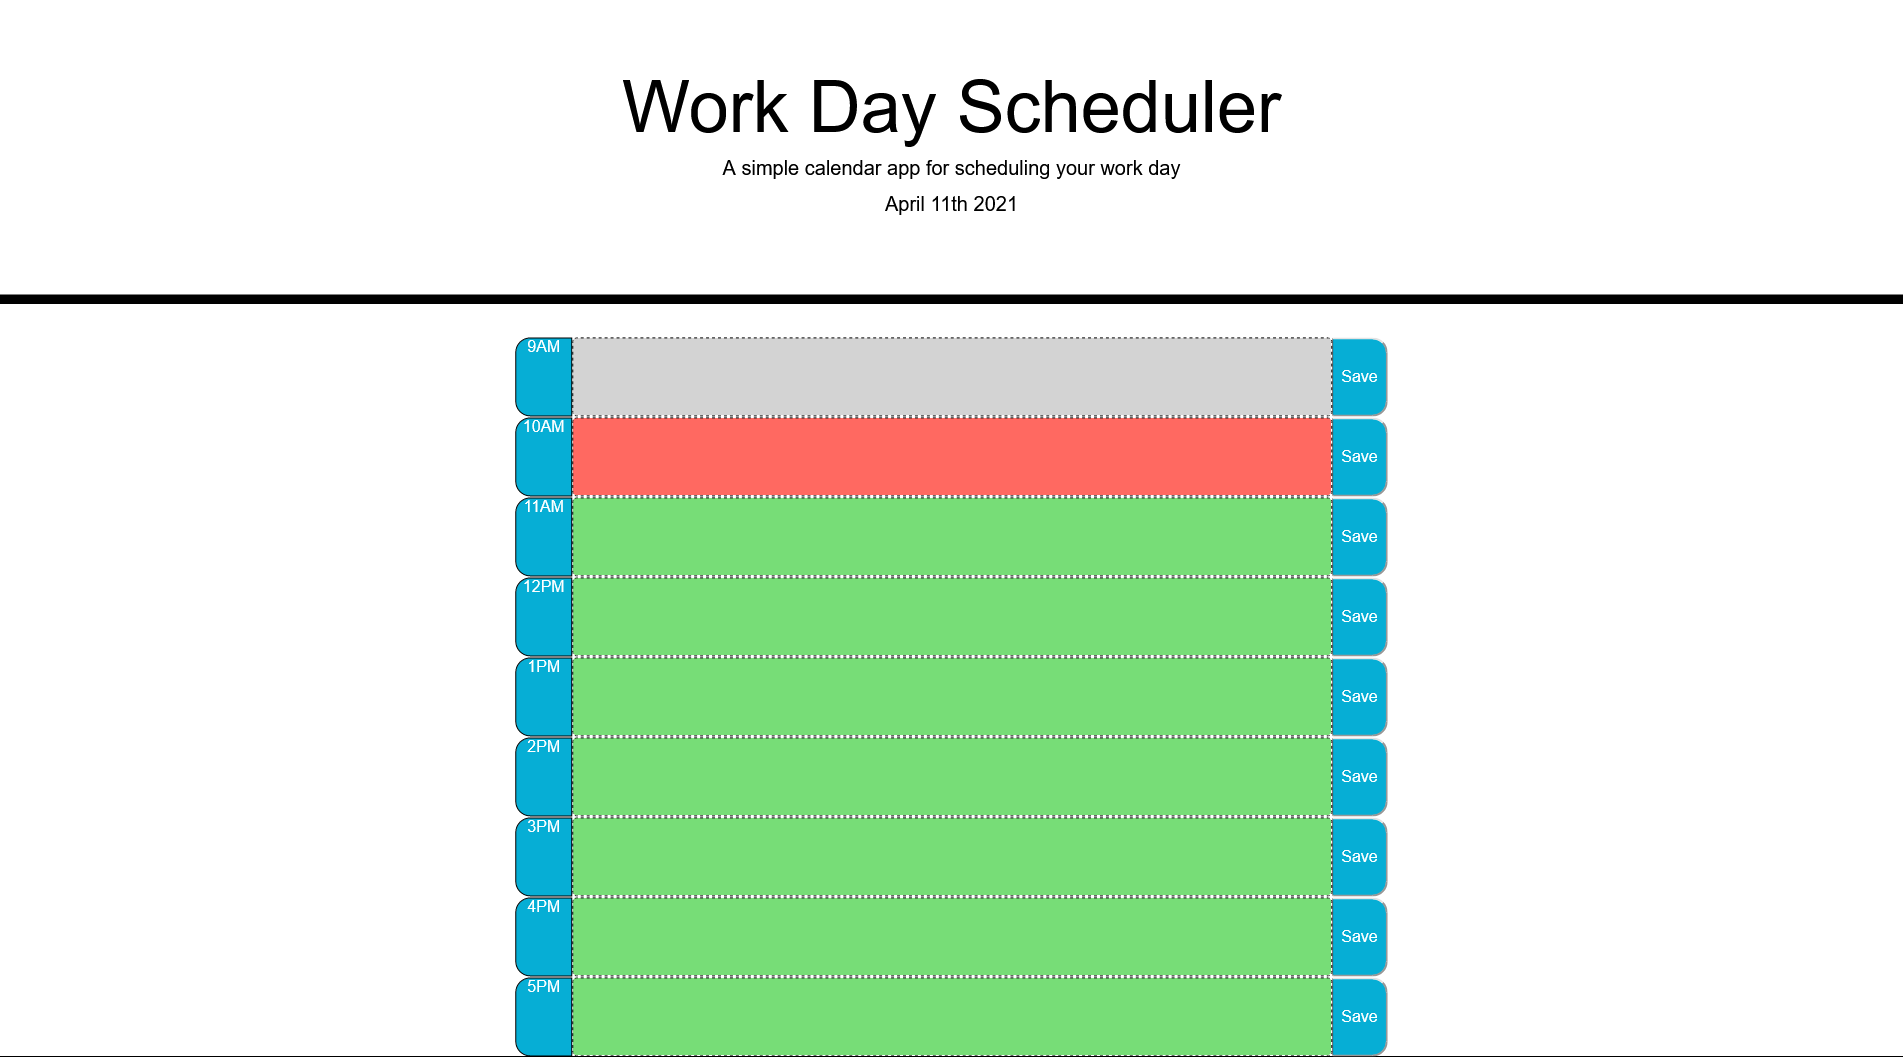 Work Day Scheduler
A simple calendar app for scheduling your work day
April 11th 2021
9AM
Save
10AM
Save
11AM
Save
12PM
Save
1PM
Save
2PM
Save
3PM
Save
4PM
Save
5PM
Save